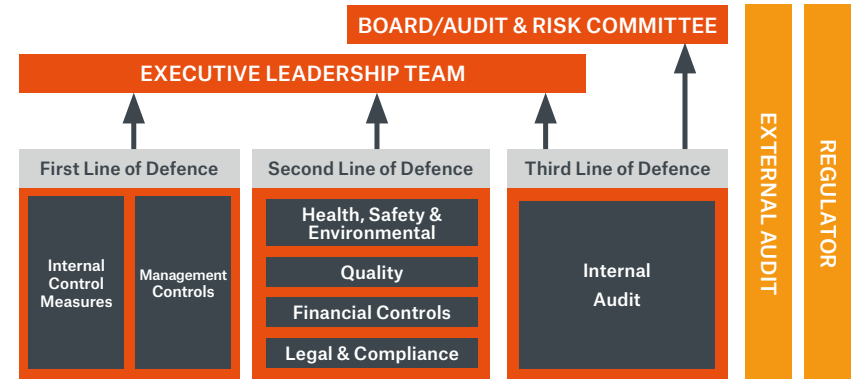 BOARD/AUDIT & RISK COMMITTEE
EXECUTIVE LEADERSHIP TEAM
First Line of Defence
Second Line of Defence
Third Line of Defence
Internal
Control
Measures
Management
Controls
Health, Safety &
Environmental
Quality
Financial Controls
Legal & Compliance
Internal
Audit
EXTERNAL AUDIT
REGULATOR